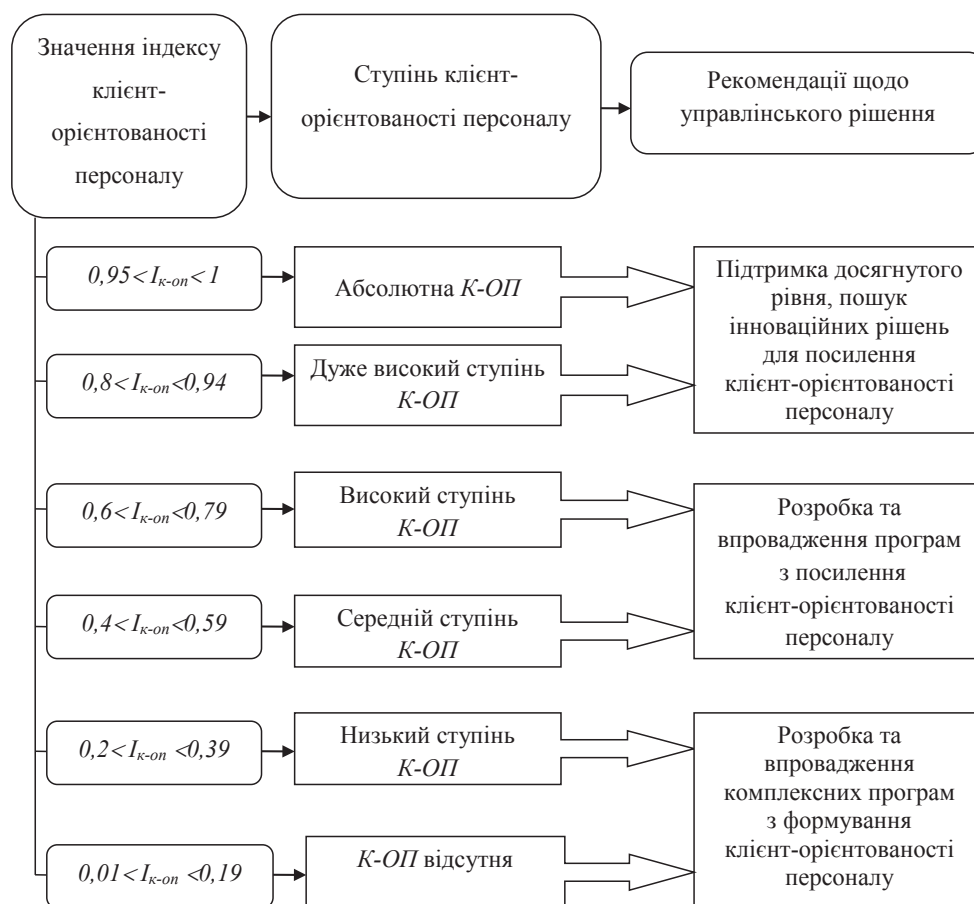 Значення індексу
клієнт-
орієнтованості
персоналу
Ступінь клієнт-
орієнтованості персоналу
Рекомендації щодо
управлінського рішення
0,95< Iк-оп< 1
Абсолютна К-ОП
Підтримка досягнутого
рівня, пошук
інноваційних рішень
для посилення
клієнт-орієнтованості
персоналу
0,8< Iк-оп<0,94
Дуже високий ступінь
К-ОП
0,6< Iк-оп<0,79
Високий ступінь
К-ОП
Розробка та
впровадження програм
з посилення
клієнт-орієнтованості
персоналу
0,4< Iк-оп<0,59
Середній ступінь
К-ОП
0,2< Iк-оп <0,39
Низький ступінь
К-ОП
Розробка та
впровадження
комплексних програм
з формування
клієнт-орієнтованості
персоналу
0,01< Iк-оп <0,19
К-ОП відсутня